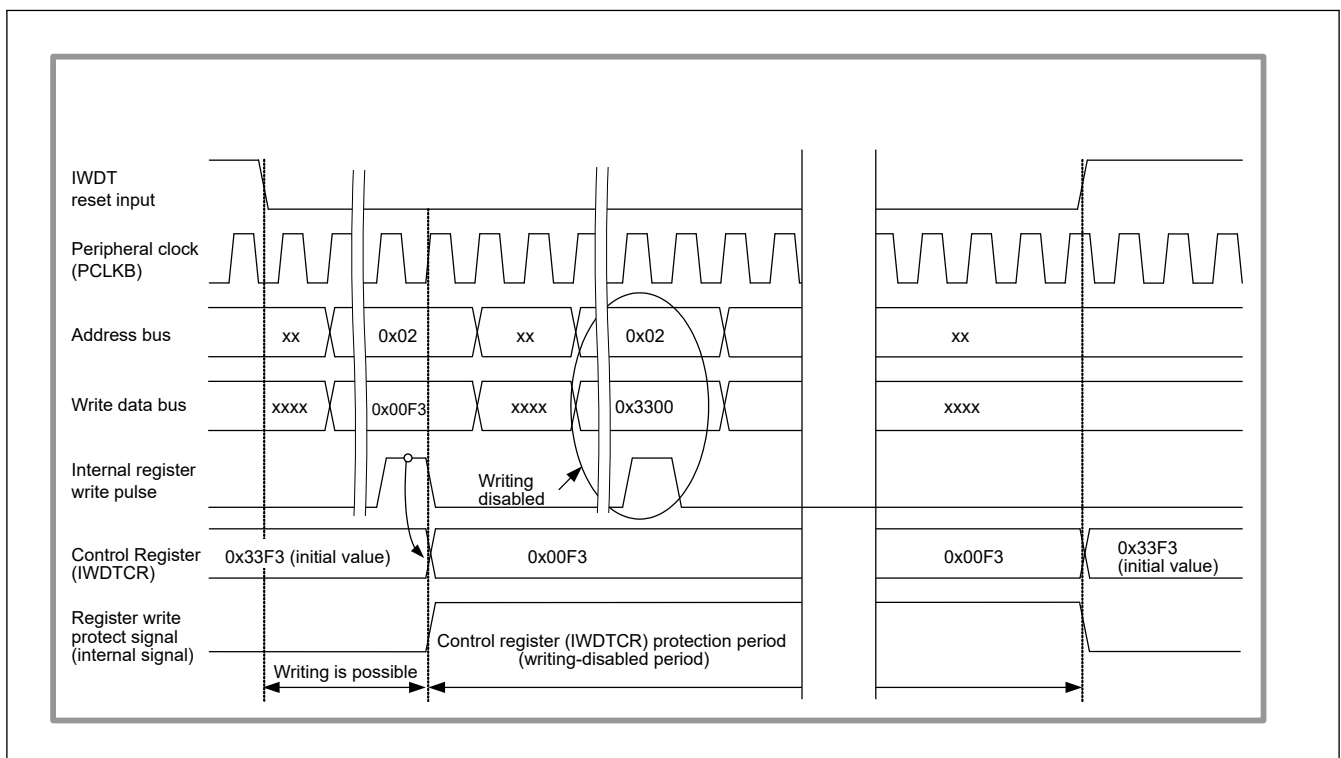 IWDT
reset input
Peripheral clock
(PCLKB)
Address bus
xx
0x02
xx
0x02
xx
Write data bus
xxxx
0x00F3
xxxx
0x3300
xxxx
Internal register
write pulse
Writing
disabled
Control Register
(IWDTCR)
0x33F3 (initial value)
0x00F3
0x00F3
0x33F3
(initial value)
Register write
protect signal
(internal signal)
Control register (IWDTCR) protection period
(writing-disabled period)
Writing is possible